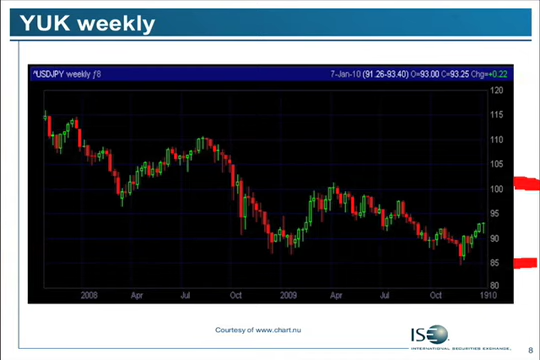 YUK weekly
^USDJPY weekly ƒ8 7-Jan-10 (91.26-93.40) O=93.00 C=93.25 Chg=+0.22
120
115
110
105
100
95
90
85
80
2008 Apr Jul Oct 2009 Apr Jul Oct 1910
Courtesy of www.chart.nu
ISE
INTERNATIONAL SECURITIES EXCHANGE.
8